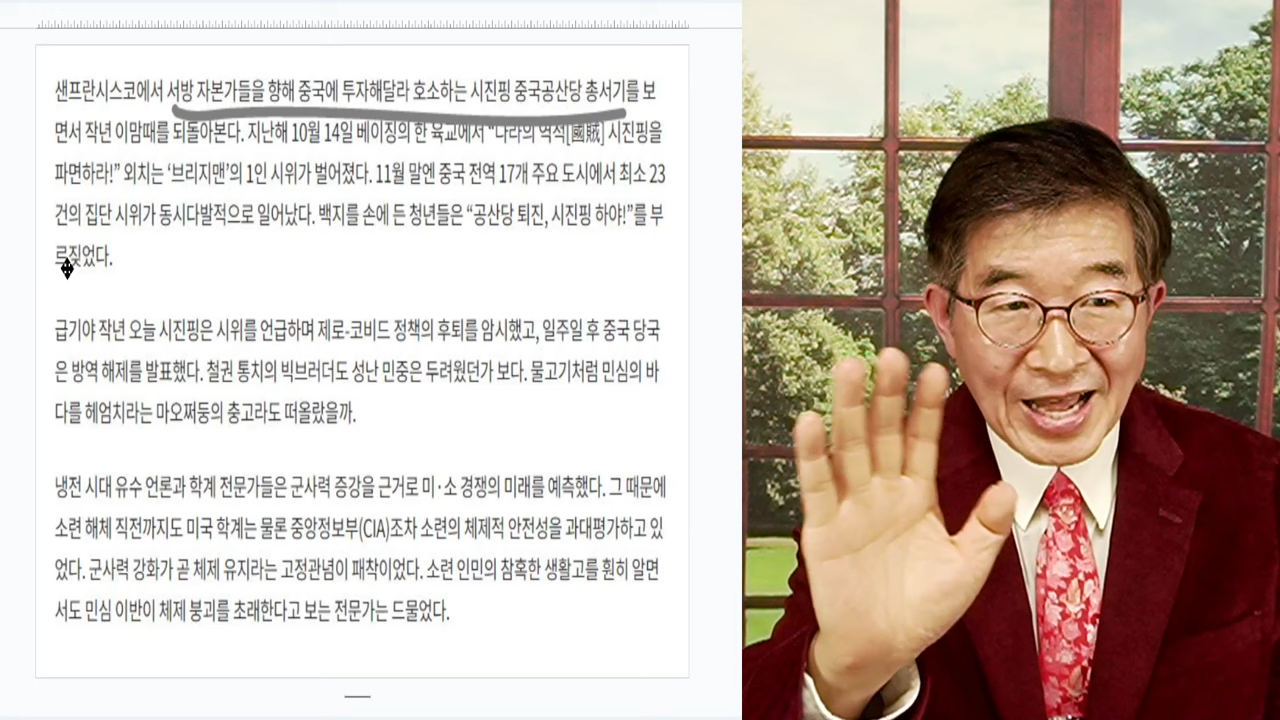 샌프란시스코에서 서방 자본가들을 향해 중국에 투자해달라 호소하는 시진핑 중국공산당 총서기를 보
면서 작년 이맘때를 되돌아본다. 지난해 10월 14일 베이징의 한 육교에서 “나라의 역적[國賊] 시진핑을
파면하라!” 외치는 ‘브리지맨’의 1인 시위가 벌어졌다. 11월 말엔 중국 전역 17개 주요 도시에서 최소 23
건의 집단 시위가 동시다발적으로 일어났다. 백지를 손에 든 청년들은 “공산당 퇴진, 시진핑 하야!”를 부
르짖었다.
급기야 작년 오늘 시진핑은 시위를 언급하며 제로-코비드 정책의 후퇴를 암시했고, 일주일 후 중국 당국
은 방역 해제를 발표했다. 철권 통치의 빅브러더도 성난 민중은 두려웠던가 보다. 물고기처럼 민심의 바
다를 헤엄치라는 마오쩌둥의 충고라도 떠올랐을까.
냉전 시대 유수 언론과 학계 전문가들은 군사력 증강을 근거로 미·소 경쟁의 미래를 예측했다. 그 때문에
소련 해체 직전까지도 미국 학계는 물론 중앙정보부(CIA)조차 소련의 체제적 안전성을 과대평가하고 있
었다. 군사력 강화가 곧 체제 유지라는 고정관념이 패착이었다. 소련 인민의 참혹한 생활고를 훤히 알면
서도 민심 이반이 체제 붕괴를 초래한다고 보는 전문가는 드물었다.